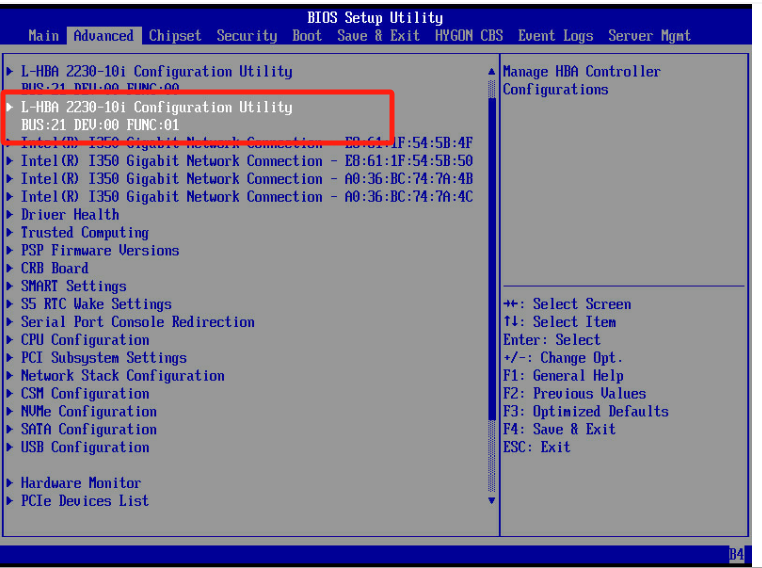 BIOS Setup Utility
Main Advanced Chipset Security Boot Save & Exit HYGON CBS Event Logs Server Mgmt
L-HBA 2230-10i Configuration Utility
BUS:21 DEV:00 FUNC:00
L-HBA 2230-10i Configuration Utility
BUS:21 DEV:00 FUNC:01
Intel(R) I350 Gigabit Network Connection - E8:61:1F:54:5B:4F
Intel(R) I350 Gigabit Network Connection - E8:61:1F:54:5B:50
Intel(R) I350 Gigabit Network Connection - A0:36:BC:74:7A:4B
Intel(R) I350 Gigabit Network Connection - A0:36:BC:74:7A:4C
Driver Health
Trusted Computing
PSP Firmware Versions
CRB Board
SMART Settings
S5 RTC Wake Settings
Serial Port Console Redirection
CPU Configuration
PCI Subsystem Settings
Network Stack Configuration
CSM Configuration
NVMe Configuration
SATA Configuration
USB Configuration
Hardware Monitor
PCIe Devices List
Manage HBA Controller
Configurations
→←: Select Screen
↑↓: Select Item
Enter: Select
+/-: Change Opt.
F1: General Help
F2: Previous Values
F3: Optimized Defaults
F4: Save & Exit
ESC: Exit
B4